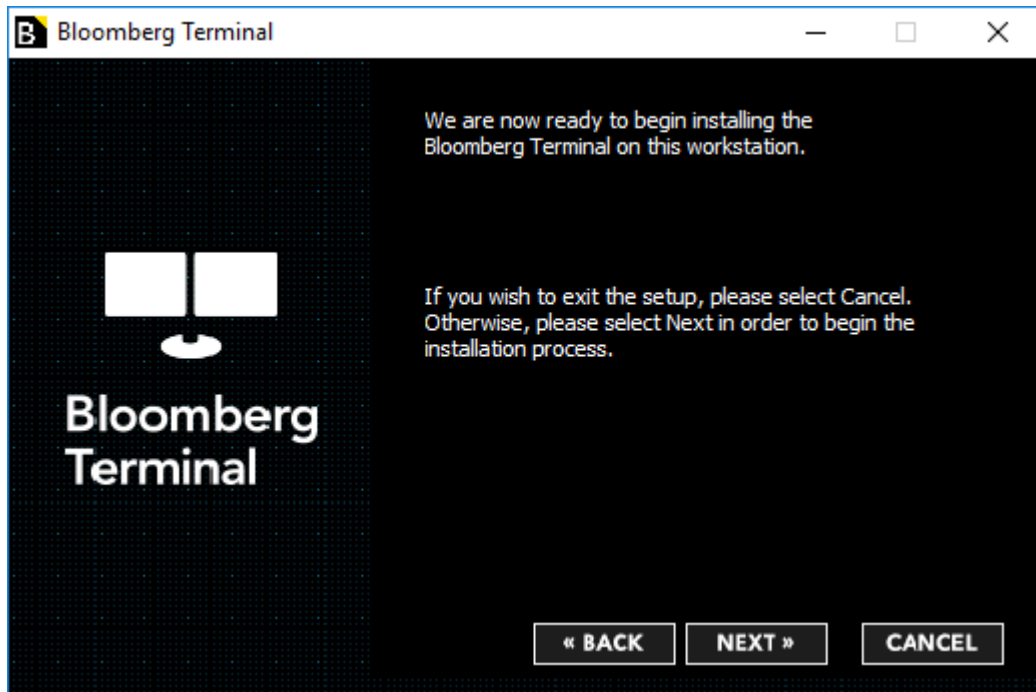 Bloomberg Terminal
We are now ready to begin installing the
Bloomberg Terminal on this workstation.
If you wish to exit the setup, please select Cancel.
Otherwise, please select Next in order to begin the
installation process.
Bloomberg
Terminal
« BACK NEXT » CANCEL